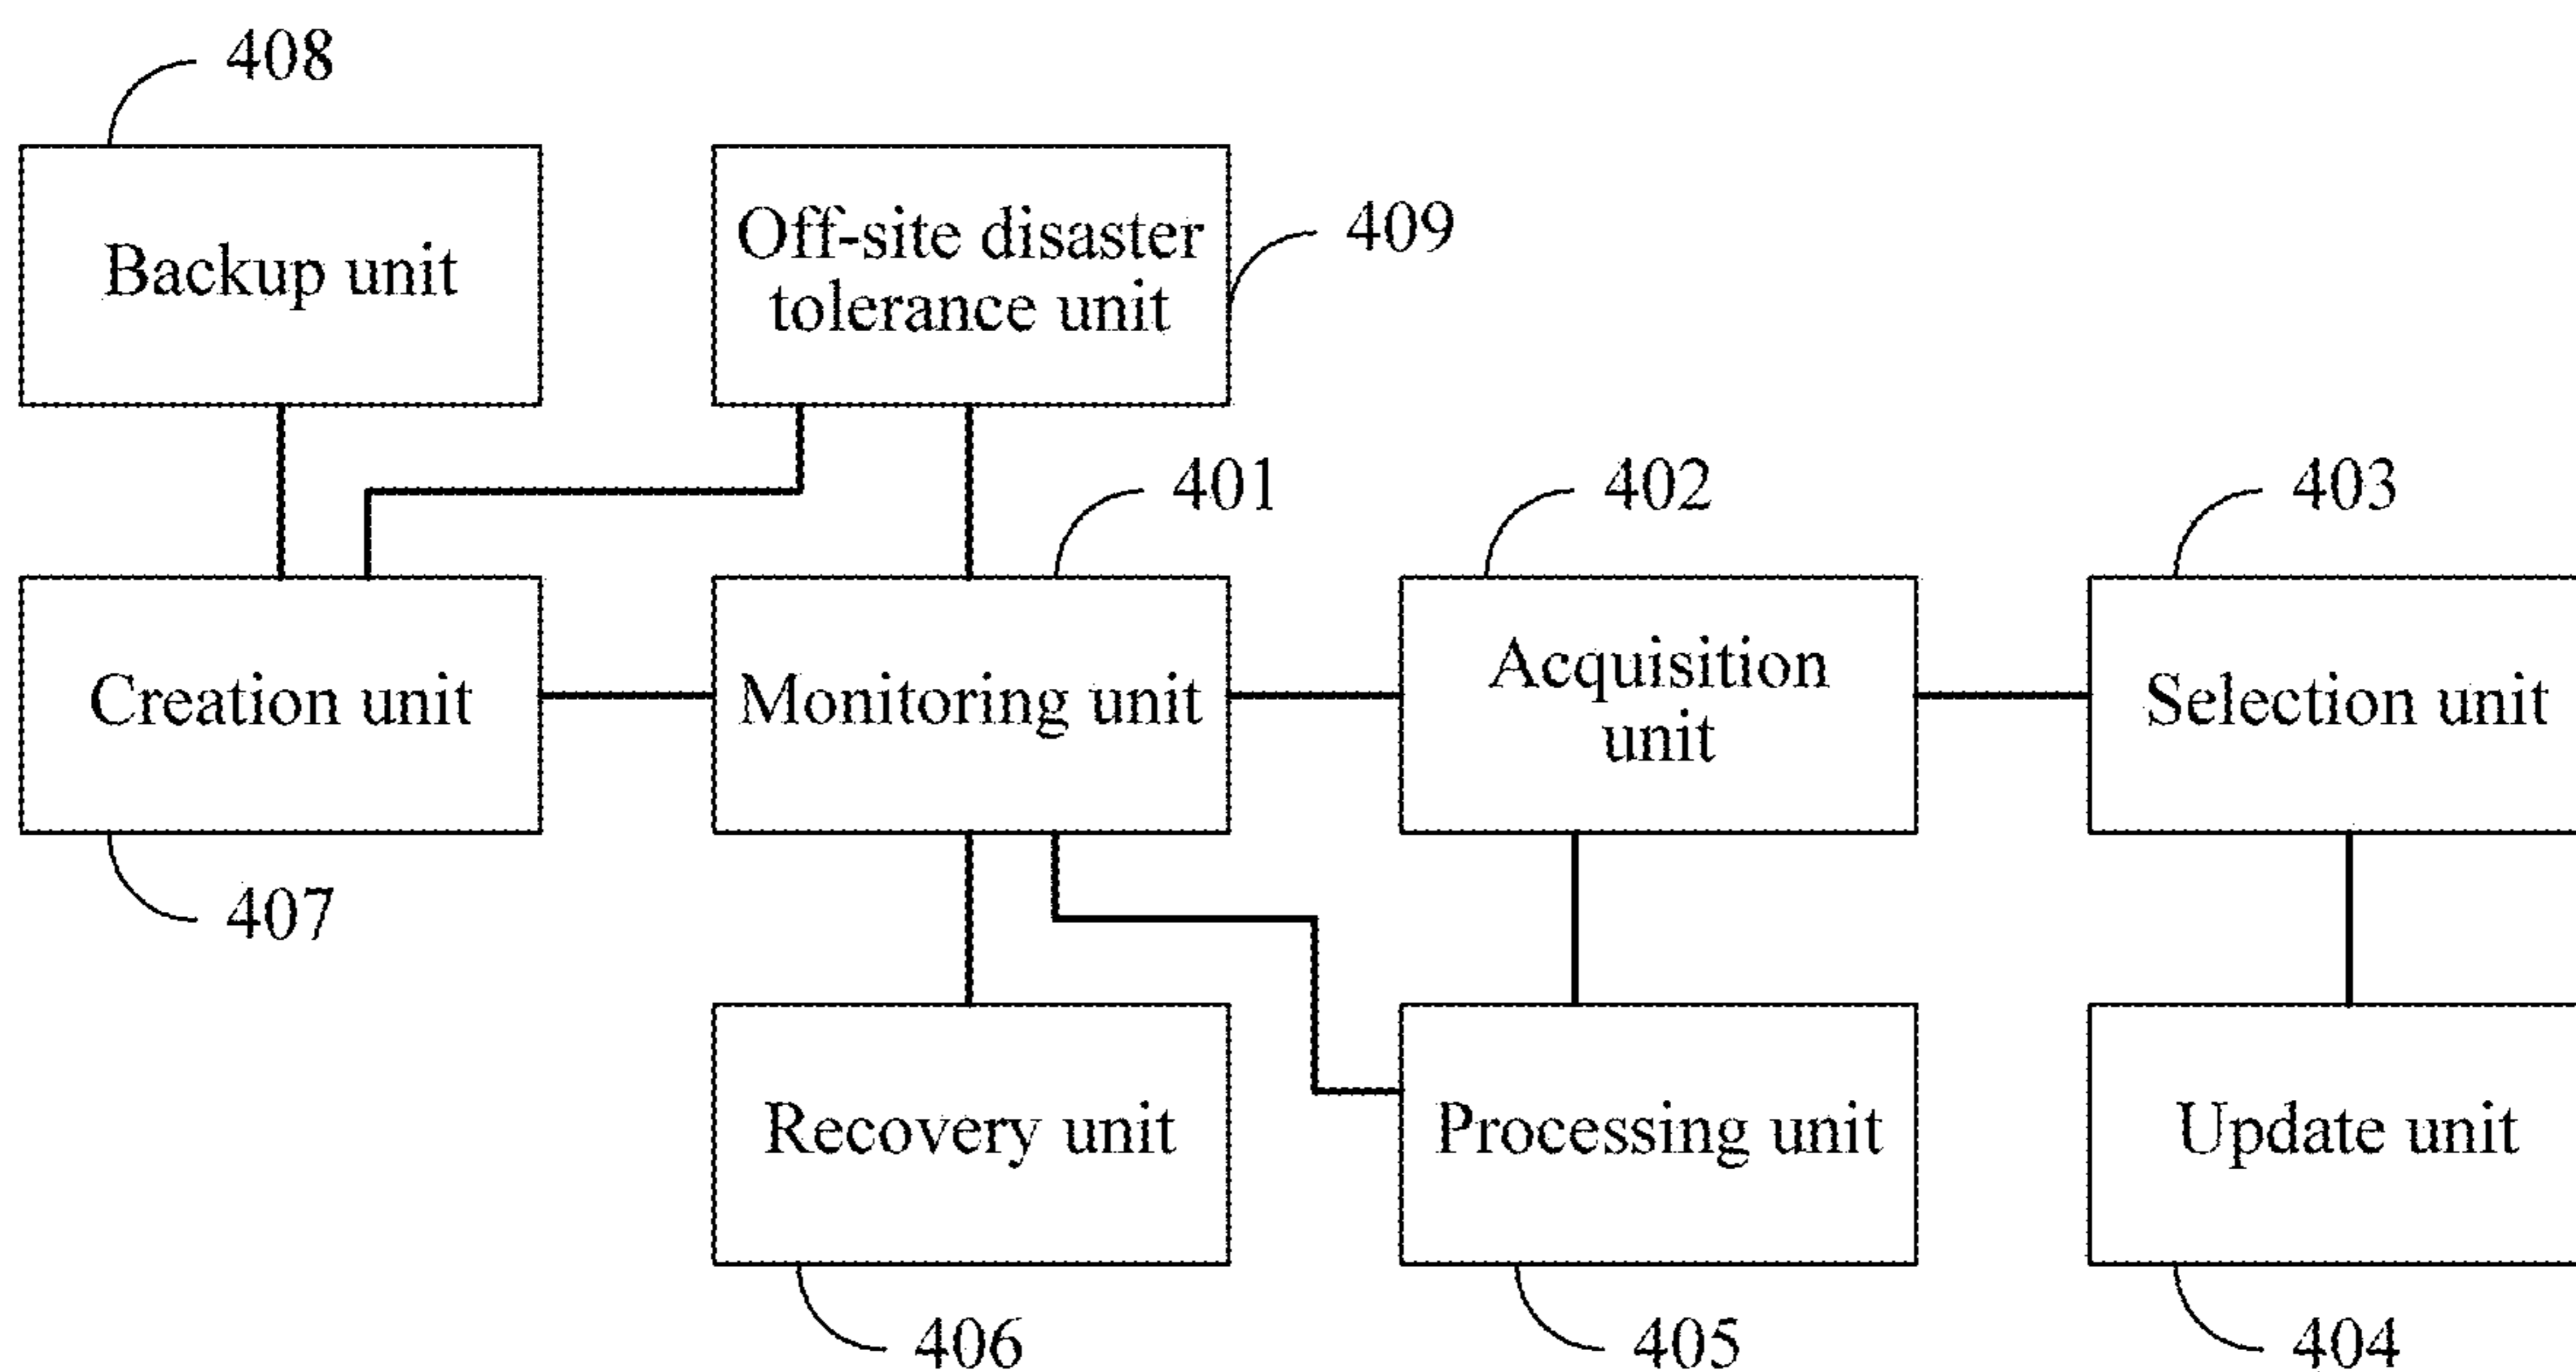 408
Backup unit
Off-site disaster
tolerance unit
409
401
402
403
Creation unit
Monitoring unit
Acquisition
unit
Selection unit
407
Recovery unit
Processing unit
Update unit
406
405
404